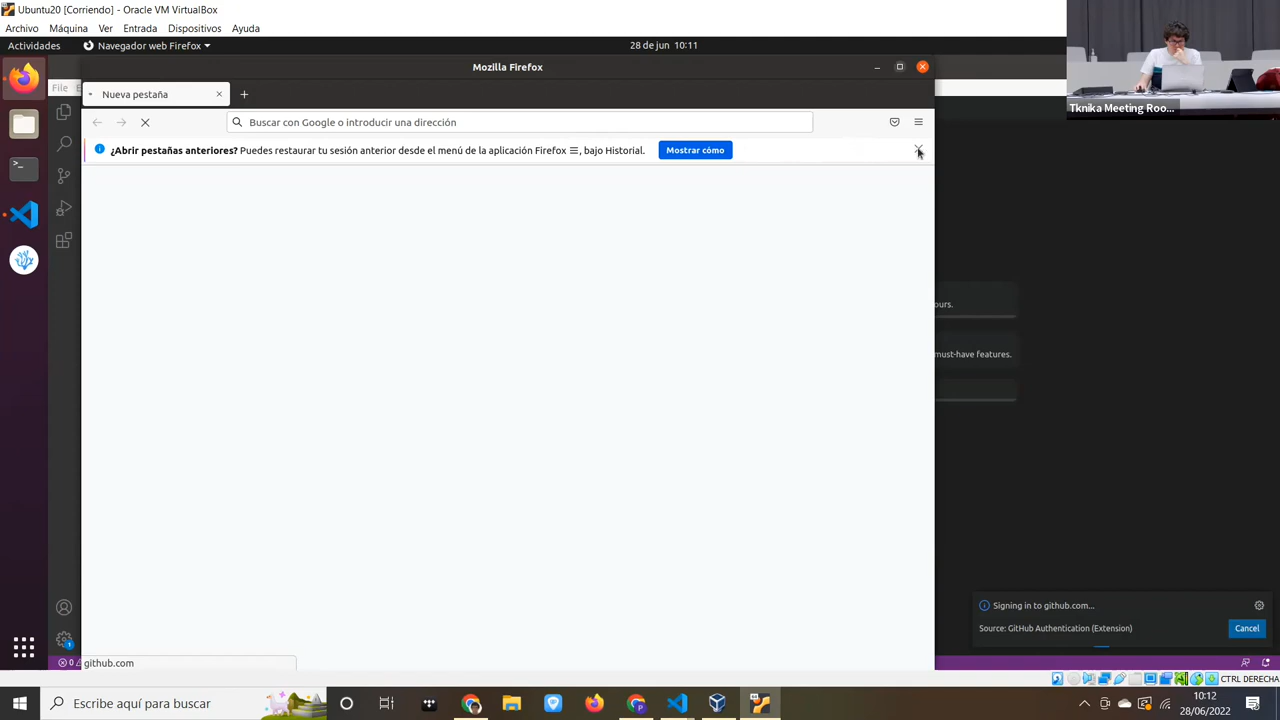 Ubuntu20 [Corriendo] - Oracle VM VirtualBox
Archivo Máquina Ver Entrada Dispositivos Ayuda
Actividades Navegador web Firefox 28 de jun 10:11
Mozilla Firefox
File
Nueva pestaña
Tknika Meeting Roo...
Buscar con Google o introducir una dirección
¿Abrir pestañas anteriores? Puedes restaurar tu sesión anterior desde el menú de la aplicación Firefox ☰, bajo Historial. Mostrar cómo
ours.
must-have features.
Signing in to github.com...
Source: GitHub Authentication (Extension) Cancel
1
0 github.com
CTRL DERECHA
Escribe aquí para buscar
10:12
28/06/2022